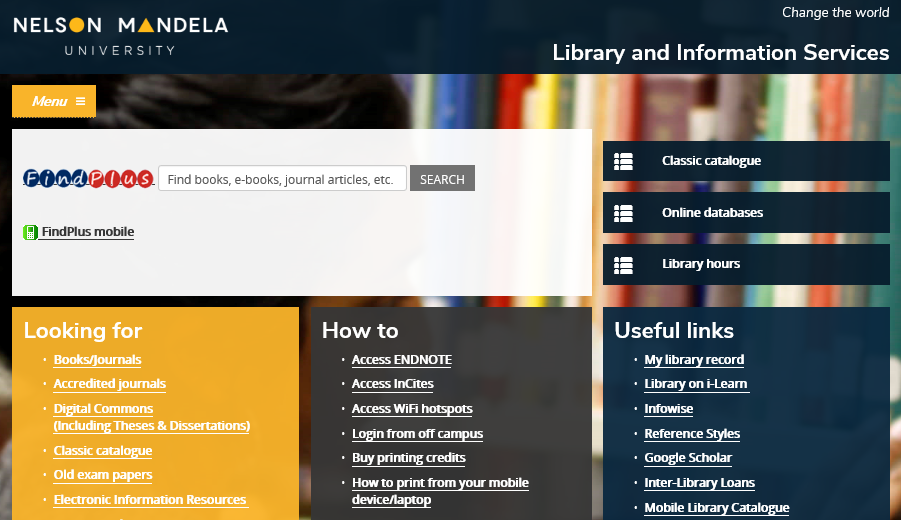 NELSON MANDELA
UNIVERSITY
Change the world
Library and Information Services
Menu
FindPlus
Find books, e-books, journal articles, etc.
SEARCH
FindPlus mobile
Classic catalogue
Online databases
Library hours
Looking for
Books/Journals
Accredited journals
Digital Commons
(Including Theses & Dissertations)
Classic catalogue
Old exam papers
Electronic Information Resources
How to
Access ENDNOTE
Access InCites
Access WiFi hotspots
Login from off campus
Buy printing credits
How to print from your mobile
device/laptop
Useful links
My library record
Library on i-Learn
Infowise
Reference Styles
Google Scholar
Inter-Library Loans
Mobile Library Catalogue